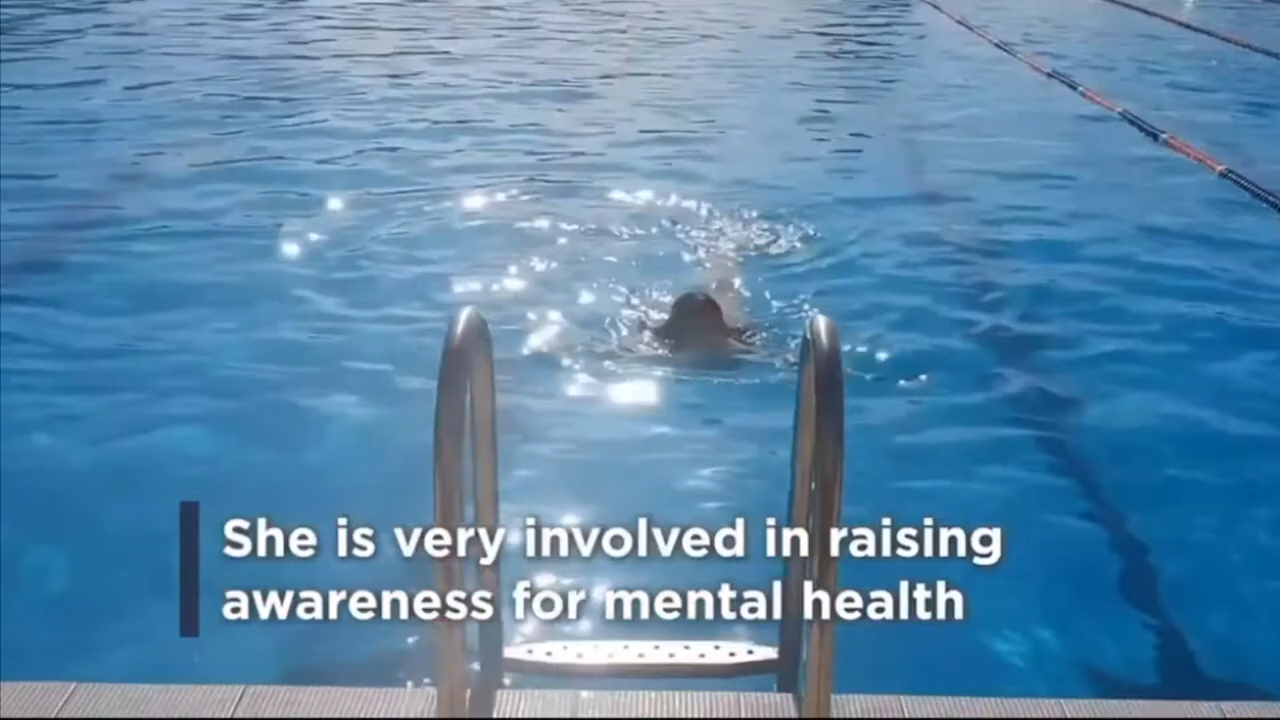 She is very involved in raising
awareness for mental health